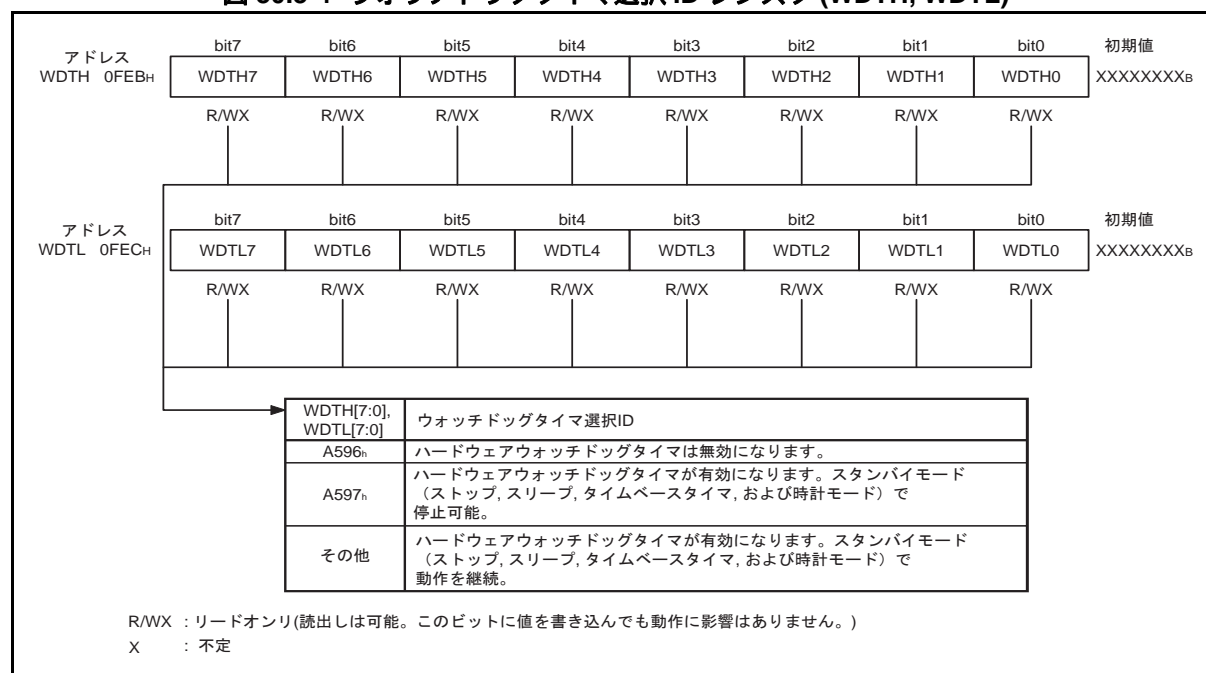 bit7 bit6 bit5 bit4 bit3 bit2 bit1 bit0 初期値
アドレス
WDTH 0FEBH WDTH7 WDTH6 WDTH5 WDTH4 WDTH3 WDTH2 WDTH1 WDTH0 XXXXXXXXB
R/WX R/WX R/WX R/WX R/WX R/WX R/WX R/WX
bit7 bit6 bit5 bit4 bit3 bit2 bit1 bit0 初期値
アドレス
WDTL 0FECH WDTL7 WDTL6 WDTL5 WDTL4 WDTL3 WDTL2 WDTL1 WDTL0 XXXXXXXXB
R/WX R/WX R/WX R/WX R/WX R/WX R/WX R/WX
WDTH[7:0],
WDTL[7:0]
ウォッチドッグタイマ選択ID
A596h ハードウェアウォッチドッグタイマは無効になります。
A597h
ハードウェアウォッチドッグタイマが有効になります。スタンバイモード
（ストップ, スリープ, タイムベースタイマ, および時計モード）で
停止可能。
その他
ハードウェアウォッチドッグタイマが有効になります。スタンバイモード
（ストップ, スリープ, タイムベースタイマ, および時計モード）で
動作を継続。
R/WX : リードオンリ(読出しは可能。このビットに値を書き込んでも動作に影響はありません。)
X : 不定